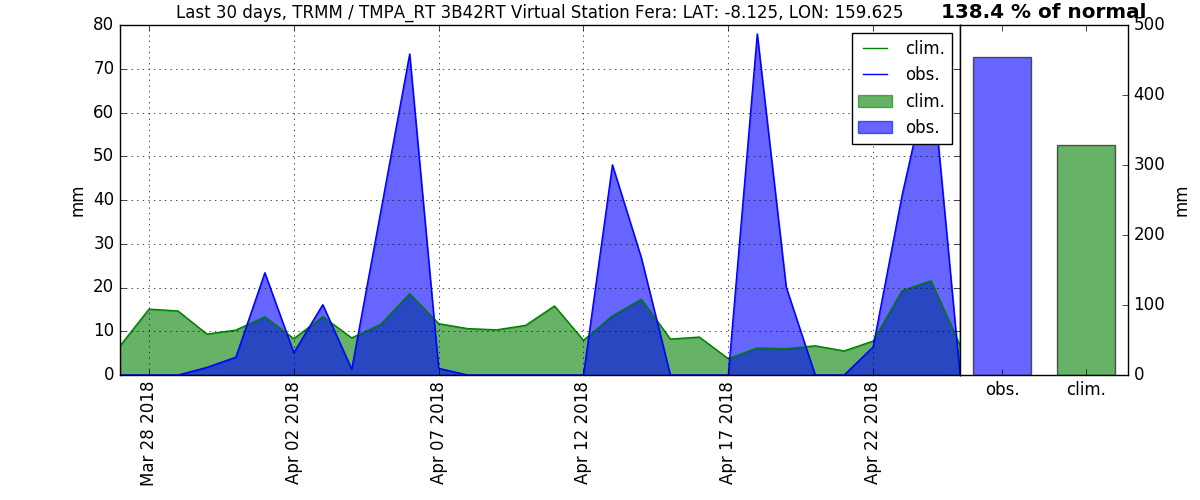 Last 30 days, TRMM / TMPA_RT 3B42RT Virtual Station Fera: LAT: -8.125, LON: 159.625
138.4 % of normal
80
70
60
50
40
30
20
10
0
mm
clim.
obs.
clim.
obs.
Mar 28 2018
Apr 02 2018
Apr 07 2018
Apr 12 2018
Apr 17 2018
Apr 22 2018
500
400
300
200
100
0
mm
obs.
clim.